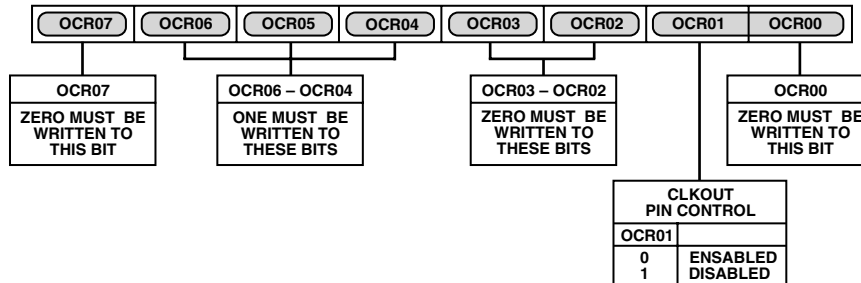 OCR07 OCR06 OCR05 OCR04 OCR03 OCR02 OCR01 OCR00
OCR07
ZERO MUST BE
WRITTEN TO
THIS BIT
OCR06 – OCR04
ONE MUST BE
WRITTEN TO
THESE BITS
OCR03 – OCR02
ZERO MUST BE
WRITTEN TO
THESE BITS
OCR00
ZERO MUST BE
WRITTEN TO
THIS BIT
CLKOUT
PIN CONTROL
OCR01
0 ENSABLED
1 DISABLED